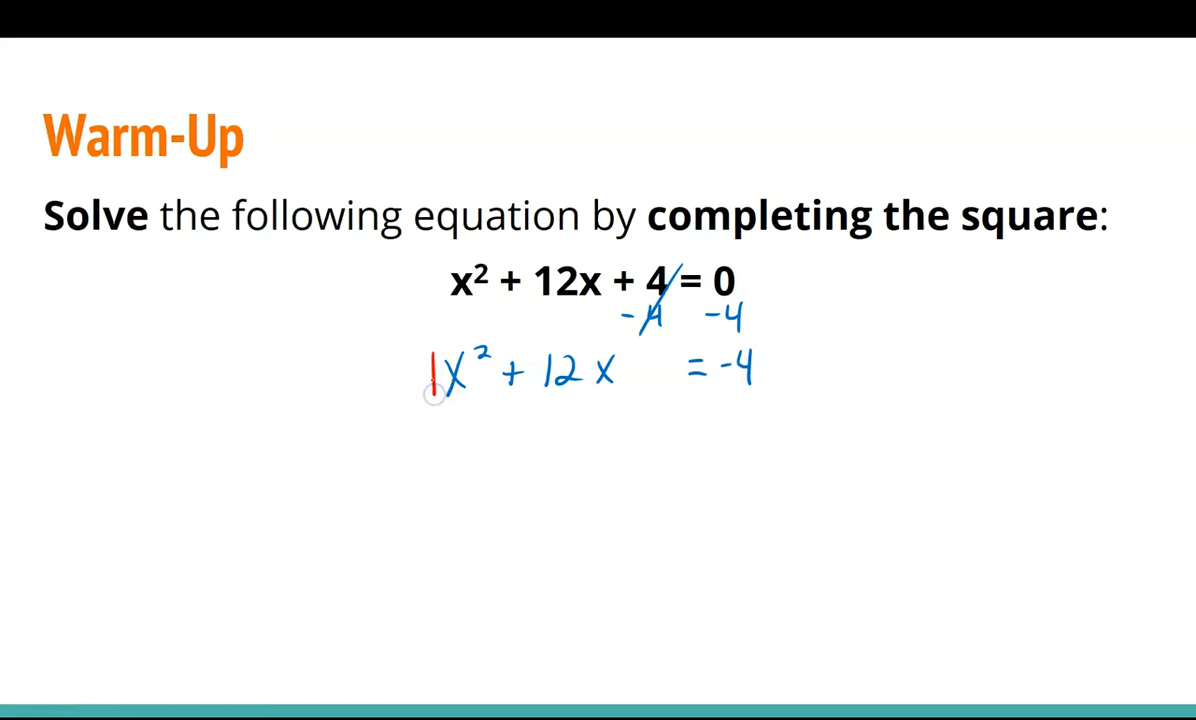 Warm-Up
Solve the following equation by completing the square:
x² + 12x + 4 = 0
-4 -4
1x² + 12x = -4